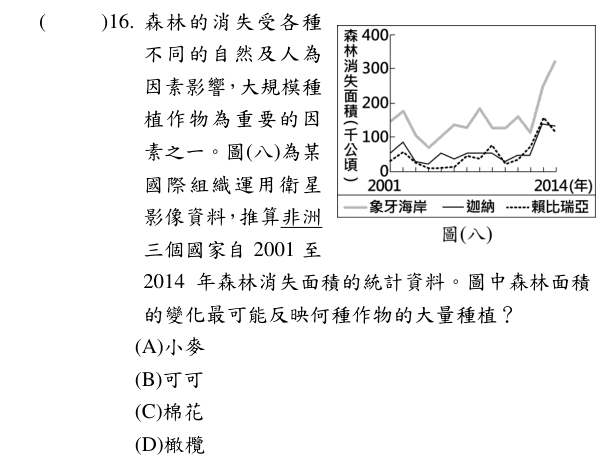 (　　)16. 森林的消失受各種
不同的自然及人為
因素影響，大規模種
植作物為重要的因
素之一。圖(八)為某
國際組織運用衛星
影像資料，推算非洲
三個國家自 2001 至
2014 年森林消失面積的統計資料。圖中森林面積
的變化最可能反映何種作物的大量種植？
(A)小麥
(B)可可
(C)棉花
(D)橄欖
森林消失面積(千公頃)
400
300
200
100
0
2001 2014(年)
象牙海岸 迦納 賴比瑞亞
圖(八)